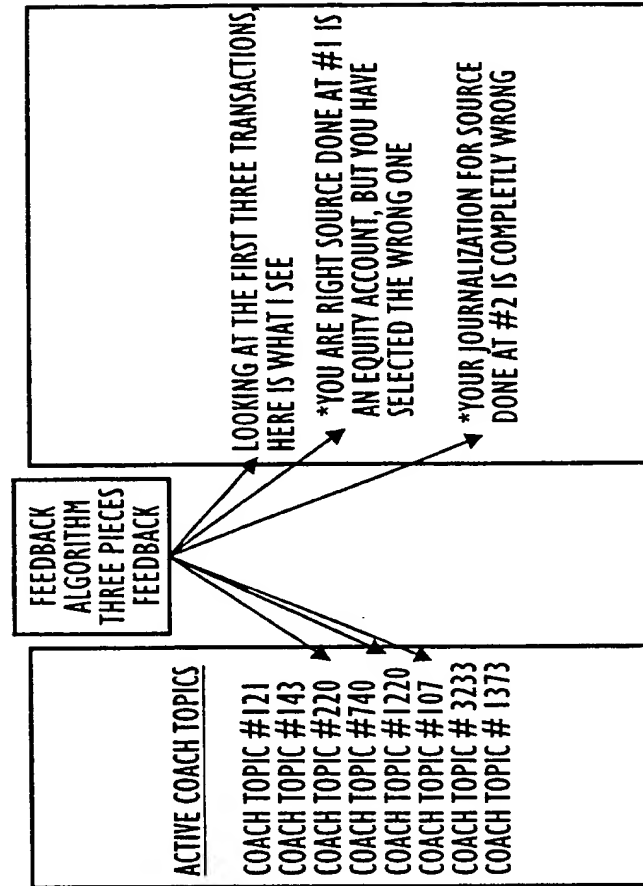 ACTIVE COACH TOPICS
COACH TOPIC #121
COACH TOPIC #143
COACH TOPIC #220
COACH TOPIC #740
COACH TOPIC #1220
COACH TOPIC #107
COACH TOPIC # 3233
COACH TOPIC # 1373
FEEDBACK
ALGORITHM
THREE PIECES
FEEDBACK
LOOKING AT THE FIRST THREE TRANSACTIONS,
HERE IS WHAT I SEE
*YOU ARE RIGHT SOURCE DONE AT #1 IS
AN EQUITY ACCOUNT, BUT YOU HAVE
SELECTED THE WRONG ONE
*YOUR JOURNALIZATION FOR SOURCE
DONE AT #2 IS COMPLETLY WRONG